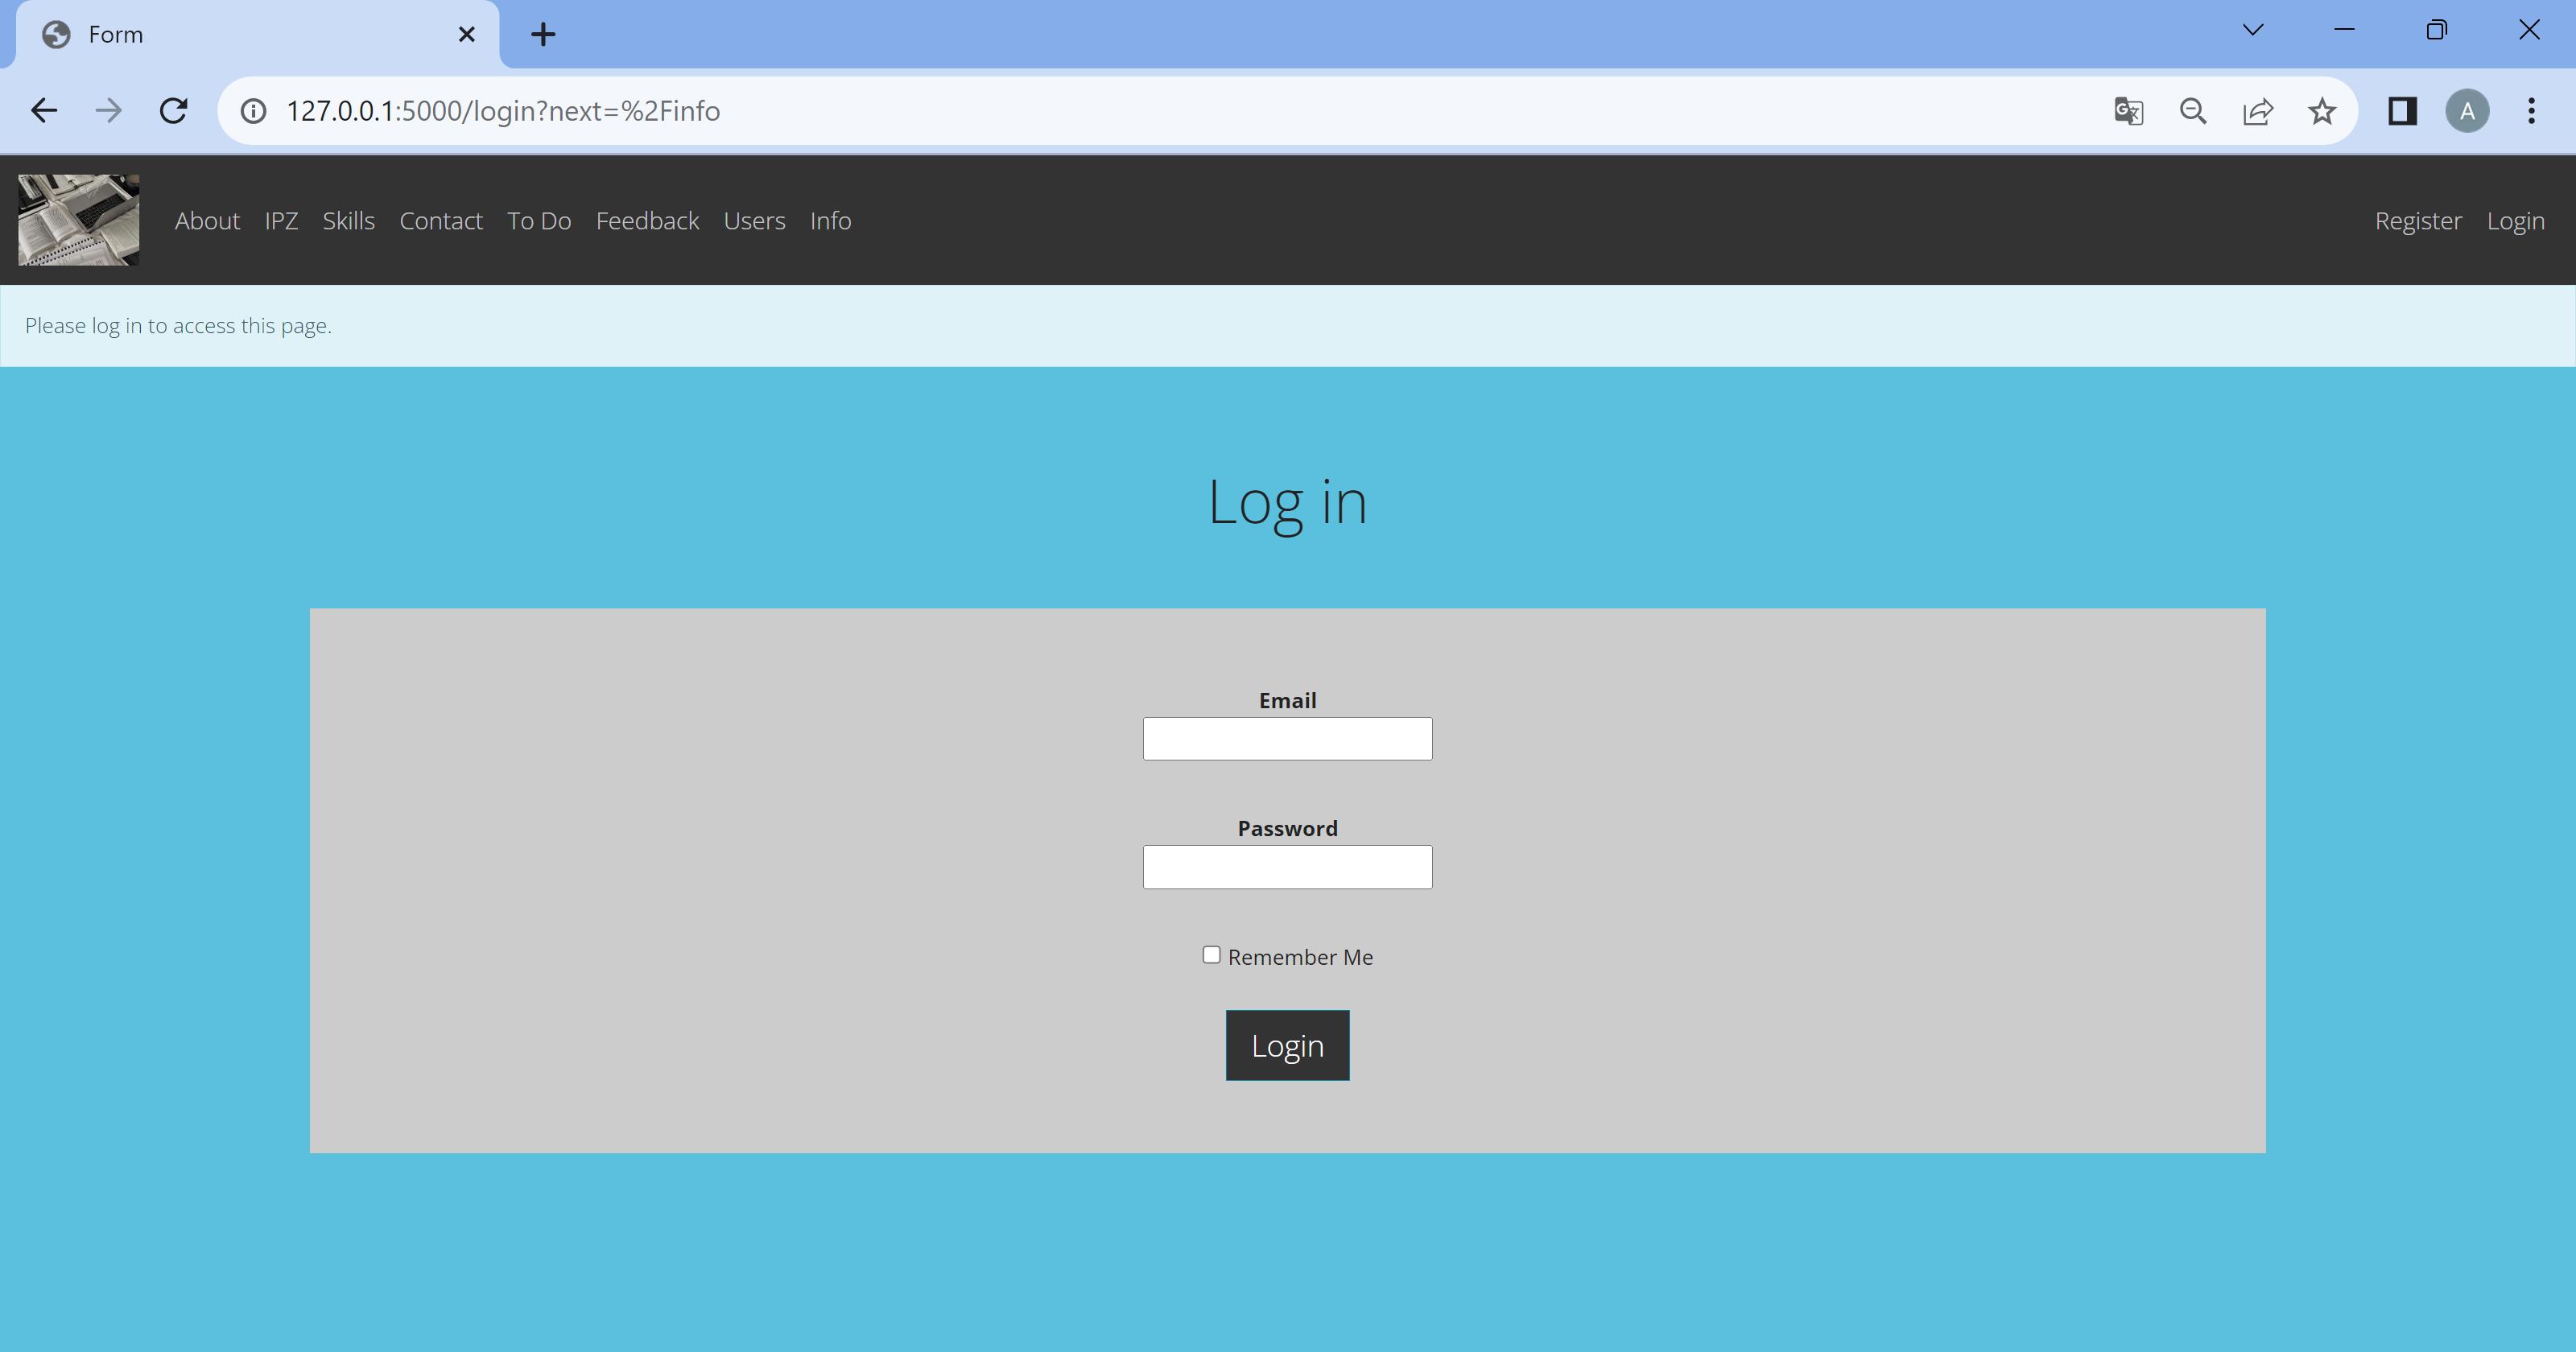 Form
127.0.0.1:5000/login?next=%2Finfo
A
About IPZ Skills Contact To Do Feedback Users Info Register Login
Please log in to access this page.
Log in
Email
Password
Remember Me
Login